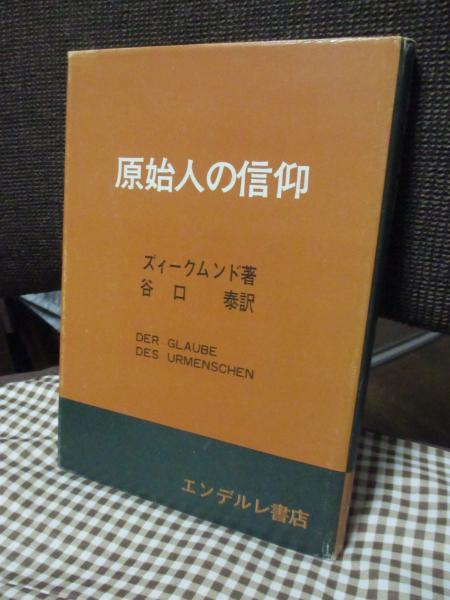 原始人の信仰
ズィークムンド著
谷口 泰訳
DER GLAUBE
DES URMENSCHEN
エンデルレ書店